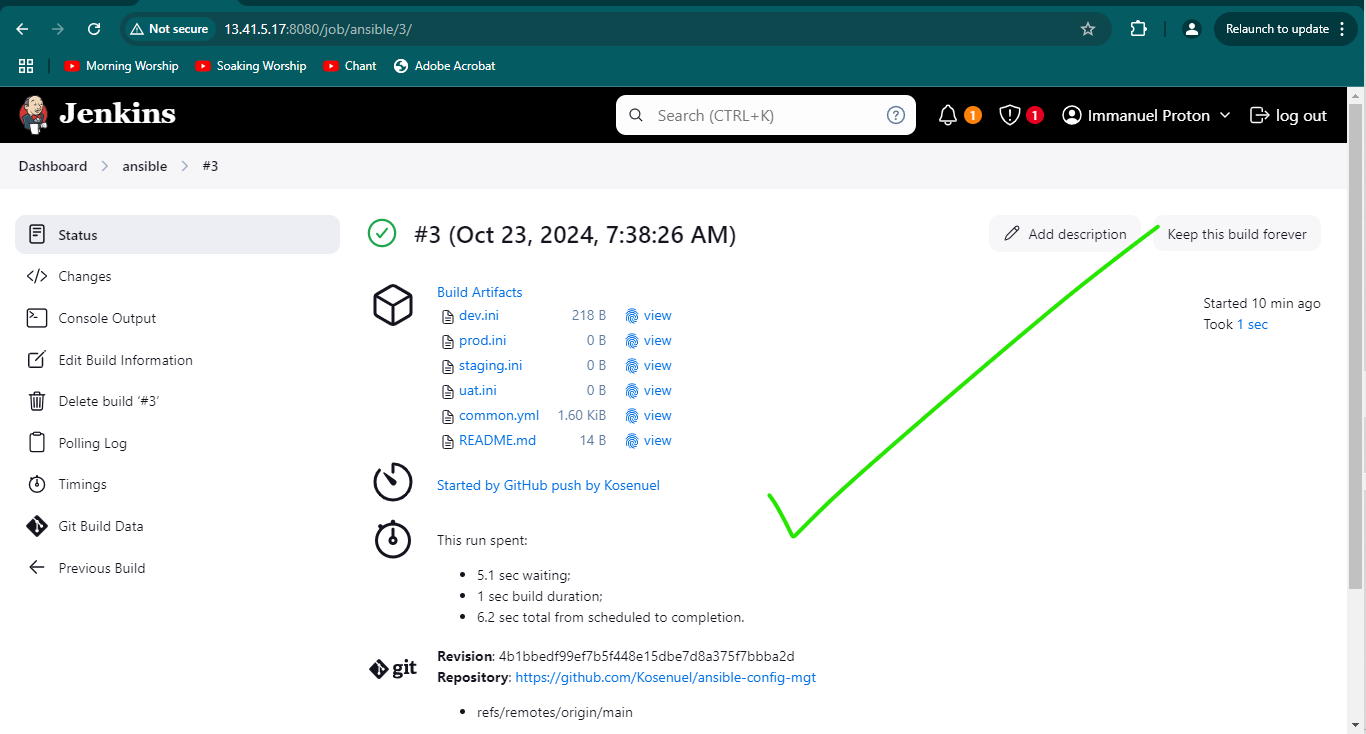 Not secure 13.41.5.17:8080/job/ansible/3/ Relaunch to update
Morning Worship Soaking Worship Chant Adobe Acrobat
Jenkins Search (CTRL+K) ? 1 1 Immanuel Proton log out
Dashboard ansible #3
Status
Changes
Console Output
Edit Build Information
Delete build ‘#3’
Polling Log
Timings
Git Build Data
Previous Build
#3 (Oct 23, 2024, 7:38:26 AM)
Add description Keep this build forever
Started 10 min ago
Took 1 sec
Build Artifacts
dev.ini 218 B view
prod.ini 0 B view
staging.ini 0 B view
uat.ini 0 B view
common.yml 1.60 KiB view
README.md 14 B view
Started by GitHub push by Kosenuel
This run spent:
5.1 sec waiting;
1 sec build duration;
6.2 sec total from scheduled to completion.
git
Revision: 4b1bbedf99ef7b5f448e15dbe7d8a375f7bbba2d
Repository: https://github.com/Kosenuel/ansible-config-mgt
refs/remotes/origin/main